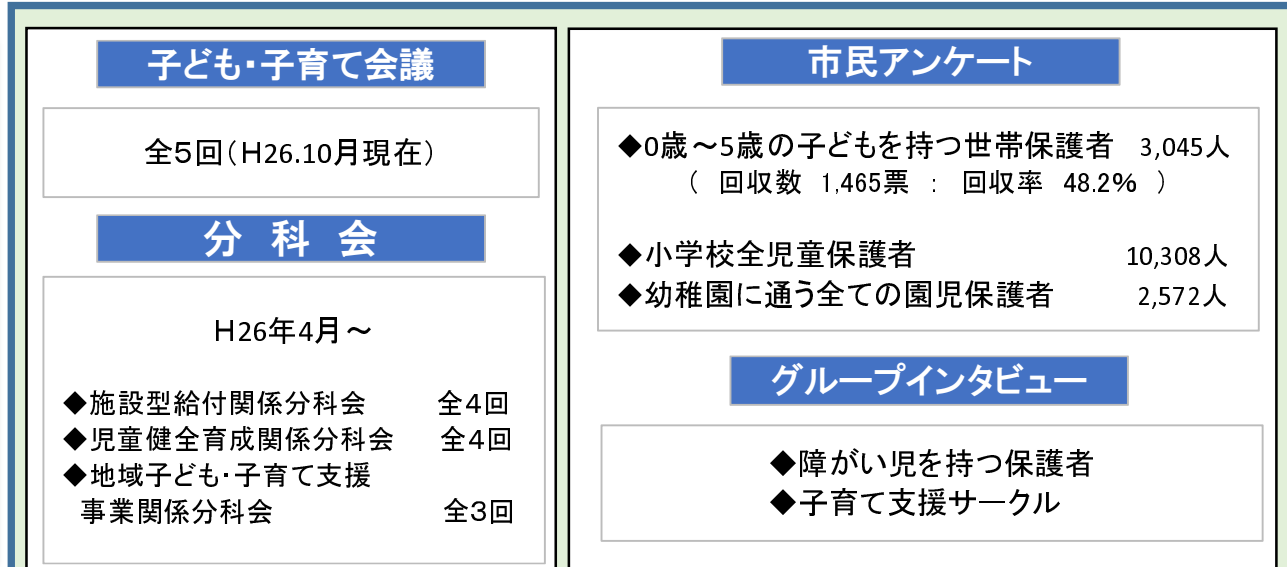 子ども・子育て会議
全5回（H26.10月現在）
分　科　会
H26年4月～
◆施設型給付関係分科会　全4回
◆児童健全育成関係分科会　全4回
◆地域子ども・子育て支援
事業関係分科会　全3回
市民アンケート
◆0歳～5歳の子どもを持つ世帯保護者　3,045人
（　回収数　1,465票　：　回収率　48.2%　）
◆小学校全児童保護者　10,308人
◆幼稚園に通う全ての園児保護者　2,572人
グループインタビュー
◆障がい児を持つ保護者
◆子育て支援サークル